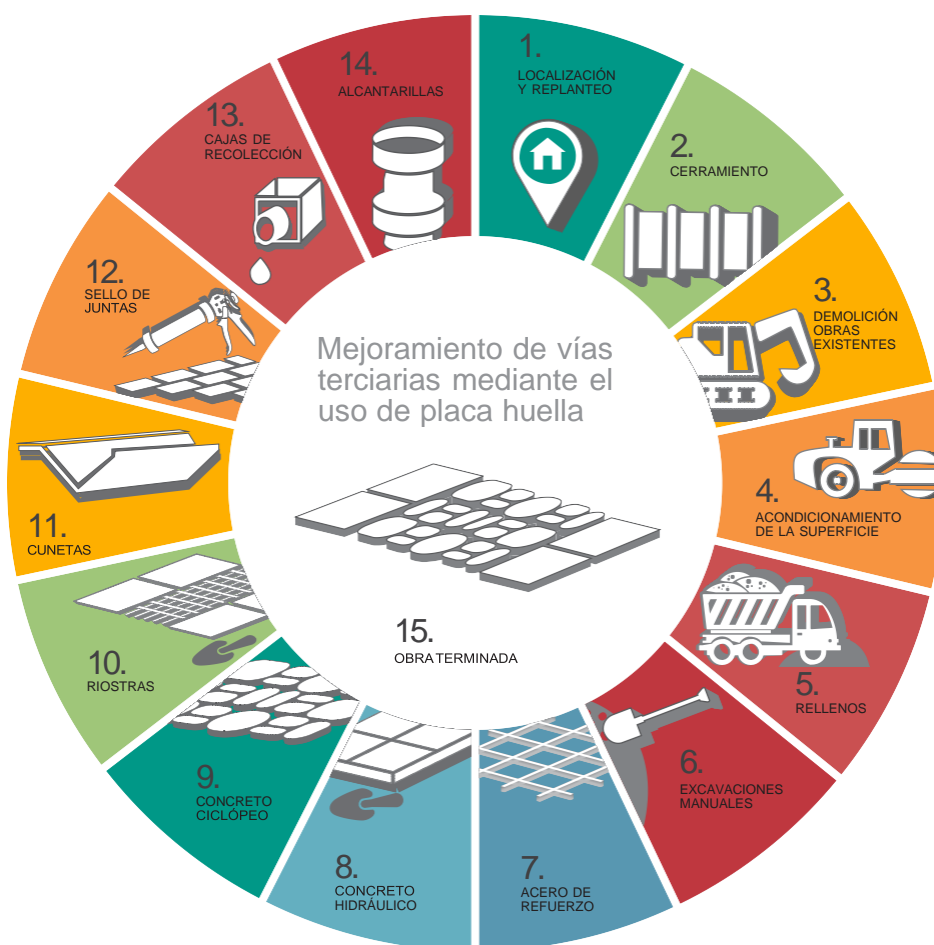 Mejoramiento de vías
terciarias mediante el
uso de placa huella
1.
LOCALIZACIÓN
Y REPLANTEO
2.
CERRAMIENTO
3.
DEMOLICIÓN
OBRAS
EXISTENTES
4.
ACONDICIONAMIENTO
DE LA SUPERFICIE
5.
RELLENOS
6.
EXCAVACIONES
MANUALES
7.
ACERO DE
REFUERZO
8.
CONCRETO
HIDRÁULICO
9.
CONCRETO
CICLÓPEO
10.
RIOSTRAS
11.
CUNETAS
12.
SELLO DE
JUNTAS
13.
CAJAS DE
RECOLECCIÓN
14.
ALCANTARILLAS
15.
OBRA TERMINADA